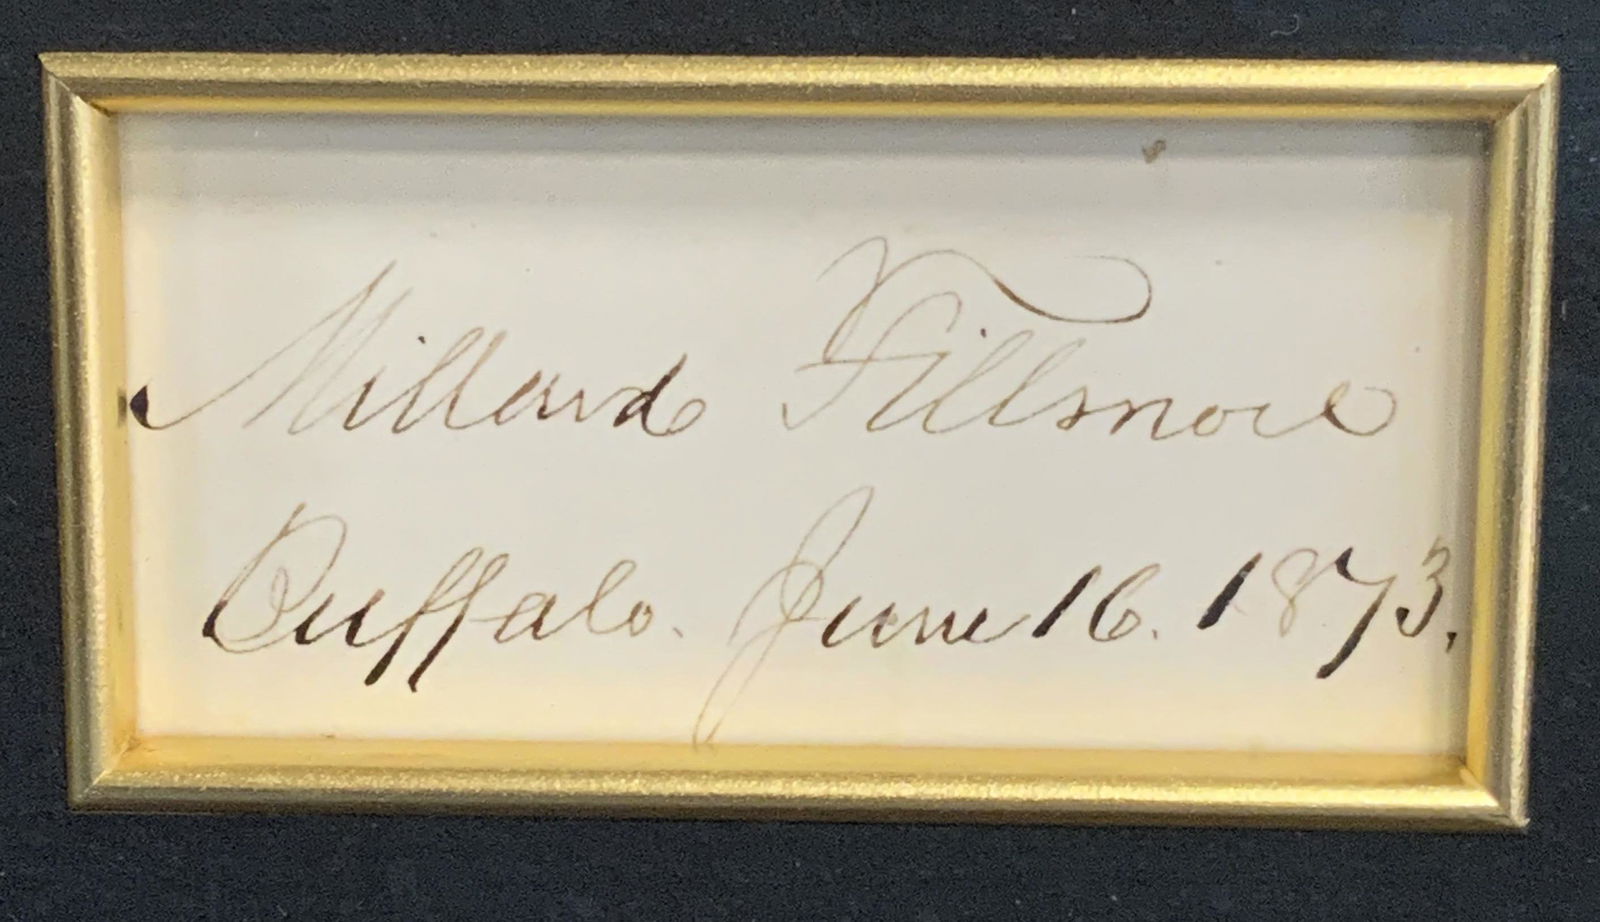 Millard Fillmore
Buffalo. June 16. 1873.